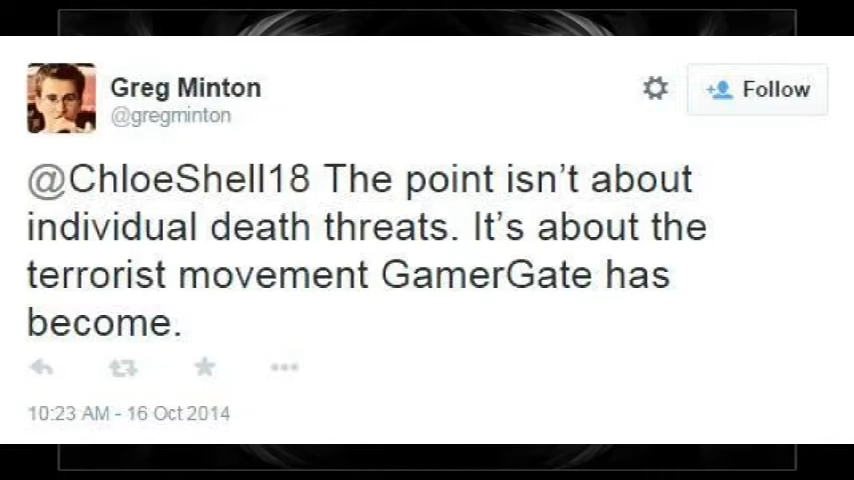 Greg Minton
@gregminton
Follow
@ChloeShell18 The point isn't about
individual death threats. It's about the
terrorist movement GamerGate has
become.
10:23 AM - 16 Oct 2014